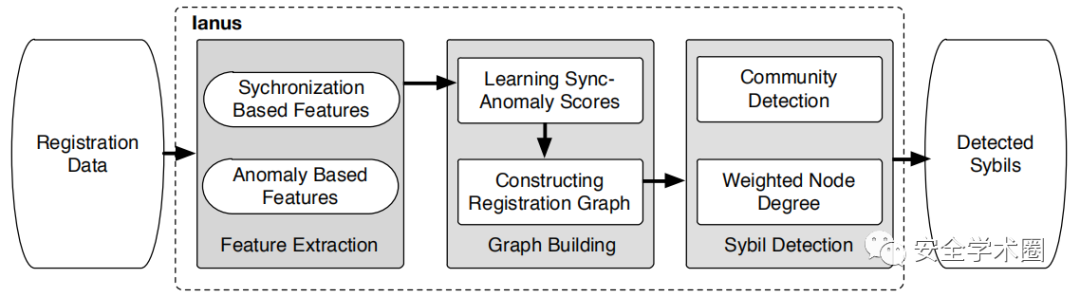 Ianus
Registration
Data
Sychronization
Based Features
Anomaly Based
Features
Feature Extraction
Learning Sync-
Anomaly Scores
Constructing
Registration Graph
Graph Building
Community
Detection
Weighted Node
Degree
Sybil Detection
Detected
Sybils
安全学术圈